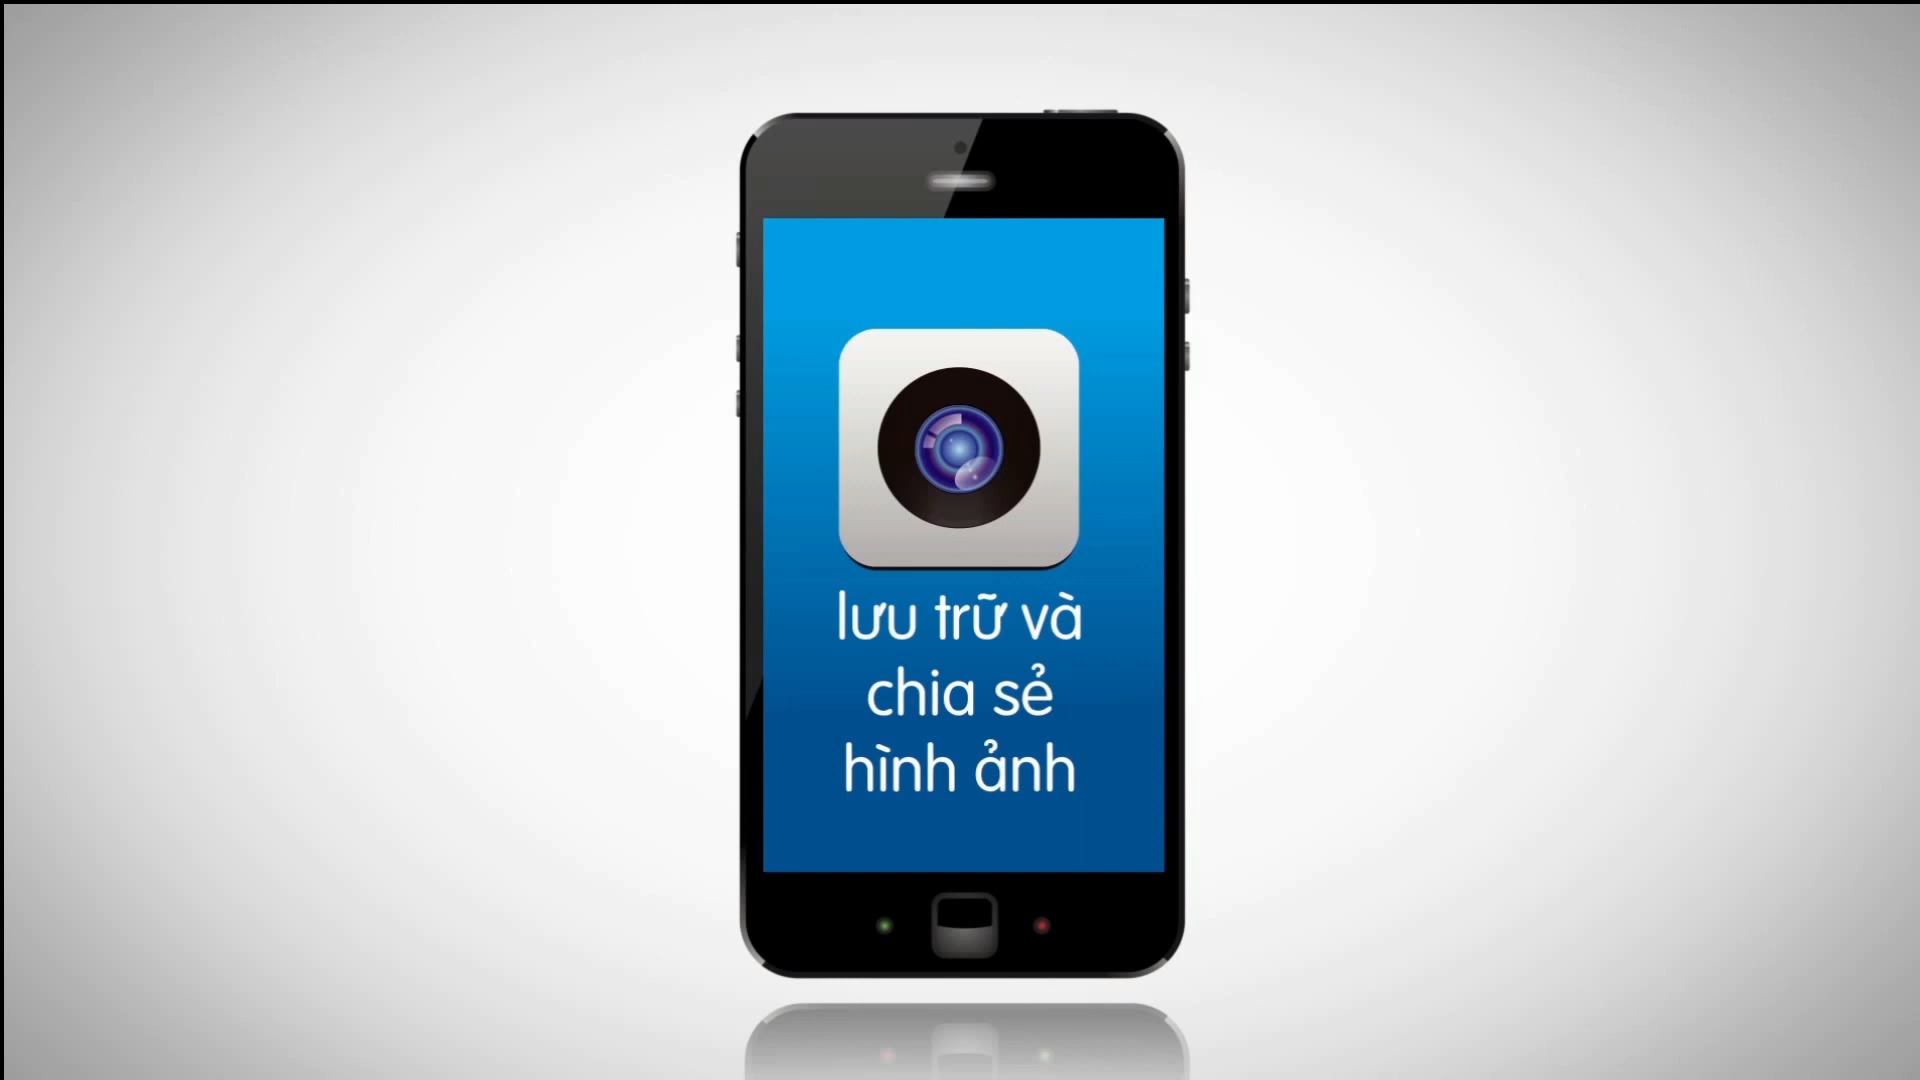 lưu trữ và
chia sẻ
hình ảnh